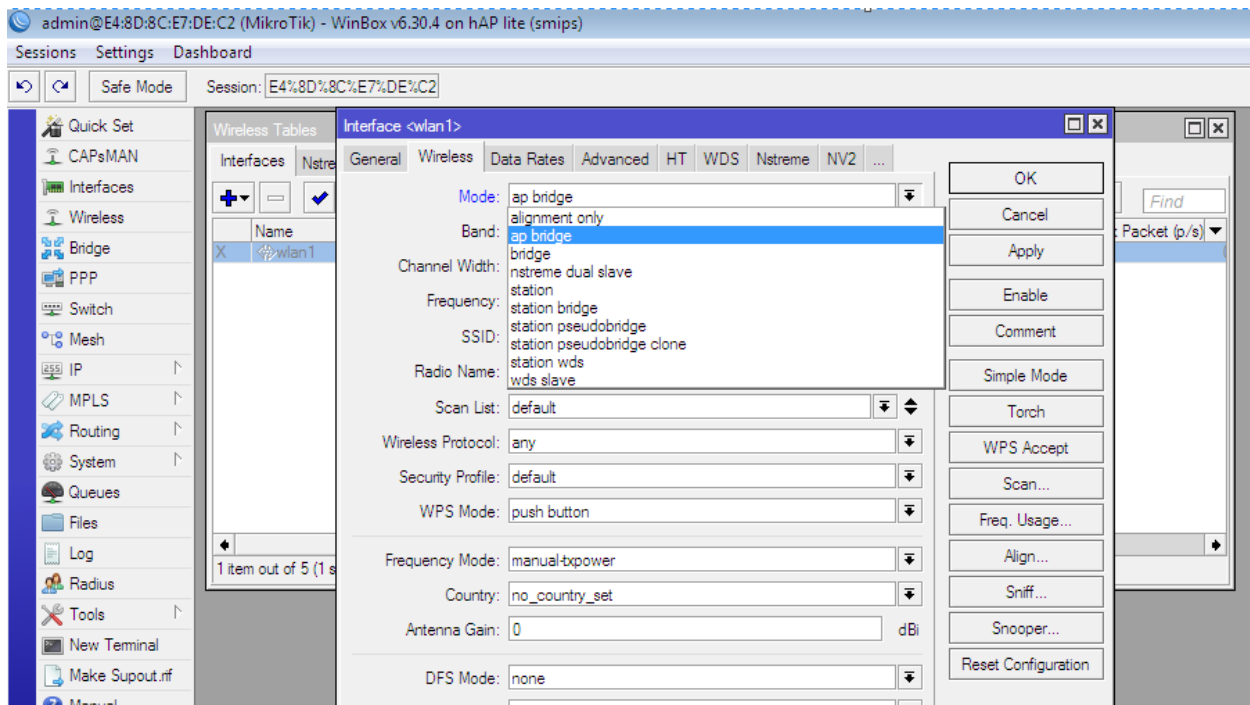 admin@E4:8D:8C:E7:DE:C2 (MikroTik) - WinBox v6.30.4 on hAP lite (smips)
Sessions Settings Dashboard
Safe Mode Session: E4%8D%8C%E7%DE%C2
Quick Set
CAPsMAN
Interfaces
Wireless
Bridge
PPP
Switch
Mesh
255 IP
MPLS
Routing
System
Queues
Files
Log
Radius
Tools
New Terminal
Make Supout.rif
Manual
Wireless Tables
Interfaces Nstre
Find
Name
Packet (p/s)
X wlan1
1 item out of 5 (1 s
Interface <wlan1>
General Wireless Data Rates Advanced HT WDS Nstreme NV2 ...
Mode: ap bridge
alignment only
ap bridge
bridge
nstreme dual slave
station
station bridge
station pseudobridge
station pseudobridge clone
station wds
wds slave
Band:
Channel Width:
Frequency:
SSID:
Radio Name:
Scan List: default
Wireless Protocol: any
Security Profile: default
WPS Mode: push button
Frequency Mode: manual-txpower
Country: no_country_set
Antenna Gain: 0 dBi
DFS Mode: none
OK
Cancel
Apply
Enable
Comment
Simple Mode
Torch
WPS Accept
Scan...
Freq. Usage...
Align...
Sniff...
Snooper...
Reset Configuration